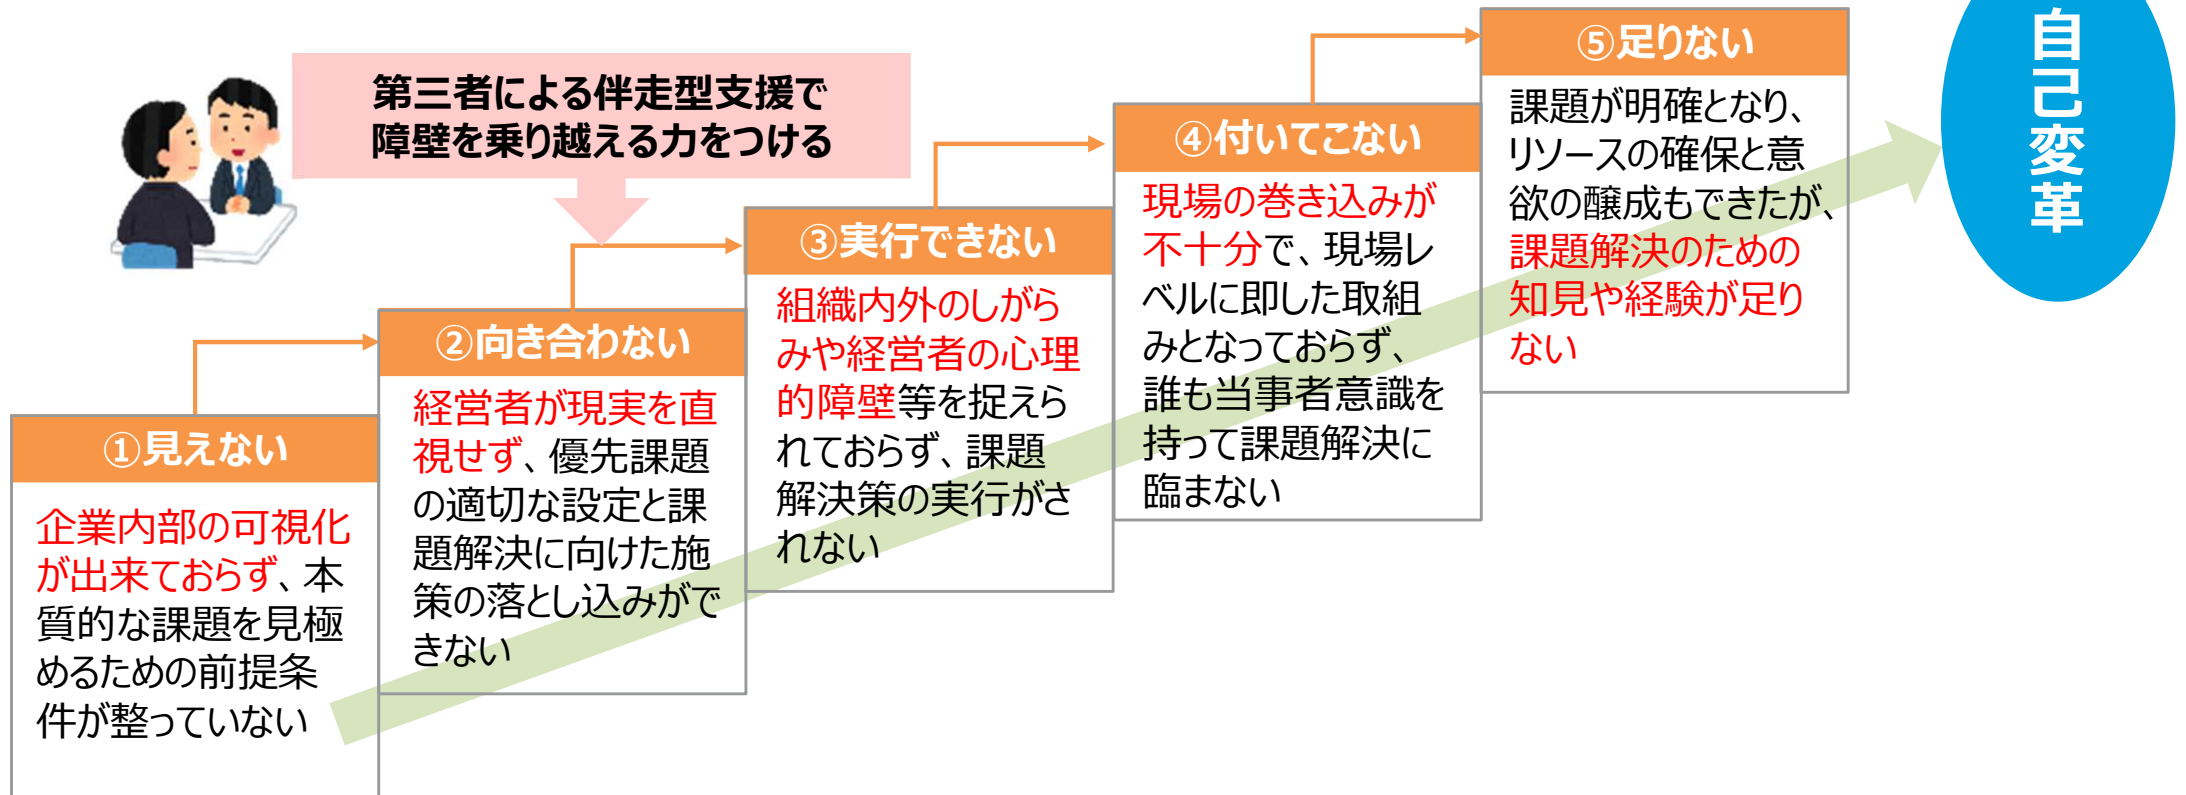 第三者による伴走型支援で
障壁を乗り越える力をつける
①見えない
企業内部の可視化
が出来ておらず、本
質的な課題を見極
めるための前提条
件が整っていない
②向き合わない
経営者が現実を直
視せず、優先課題
の適切な設定と課
題解決に向けた施
策の落とし込みがで
きない
③実行できない
組織内外のしがら
みや経営者の心理
的障壁等を捉えら
れておらず、課題
解決策の実行がさ
れない
④付いてこない
現場の巻き込みが
不十分で、現場レ
ベルに即した取組
みとなっておらず、
誰も当事者意識を
持って課題解決に
臨まない
⑤足りない
課題が明確となり、
リソースの確保と意
欲の醸成もできたが、
課題解決のための
知見や経験が足り
ない
自己変革